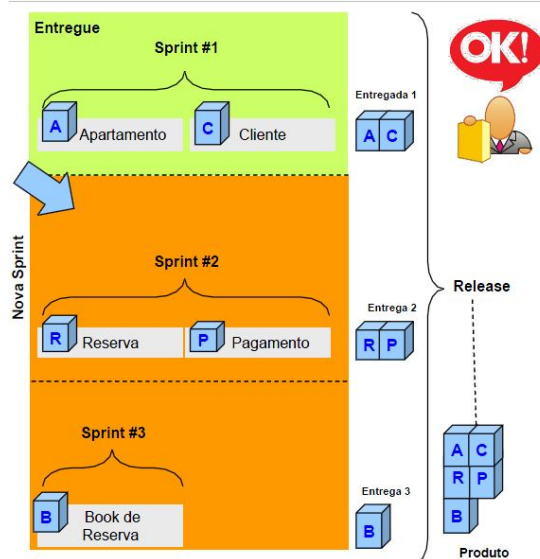 Entregue
OK!
Sprint #1
Entregada 1
A Apartamento
C Cliente
A C
Nova Sprint
Sprint #2
Release
Entrega 2
R Reserva
P Pagamento
R P
Sprint #3
A C
R P
B
Entrega 3
B Book de
Reserva
B
Produto